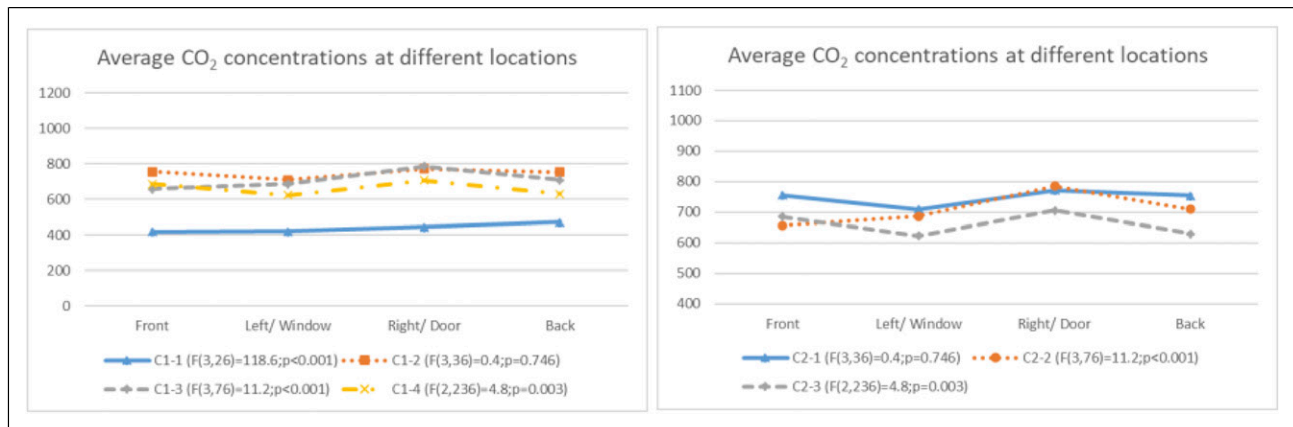 Average CO₂ concentrations at different locations
1200
1000
800
600
400
200
0
Front Left/ Window Right/ Door Back
C1-1 (F(3,26)=118.6;p<0.001) C1-2 (F(3,36)=0.4;p=0.746)
C1-3 (F(3,76)=11.2;p<0.001) C1-4 (F(2,236)=4.8;p=0.003)
Average CO₂ concentrations at different locations
1100
1000
900
800
700
600
500
400
Front Left/ Window Right/ Door Back
C2-1 (F(3,36)=0.4;p=0.746) C2-2 (F(3,76)=11.2;p<0.001)
C2-3 (F(2,236)=4.8;p=0.003)